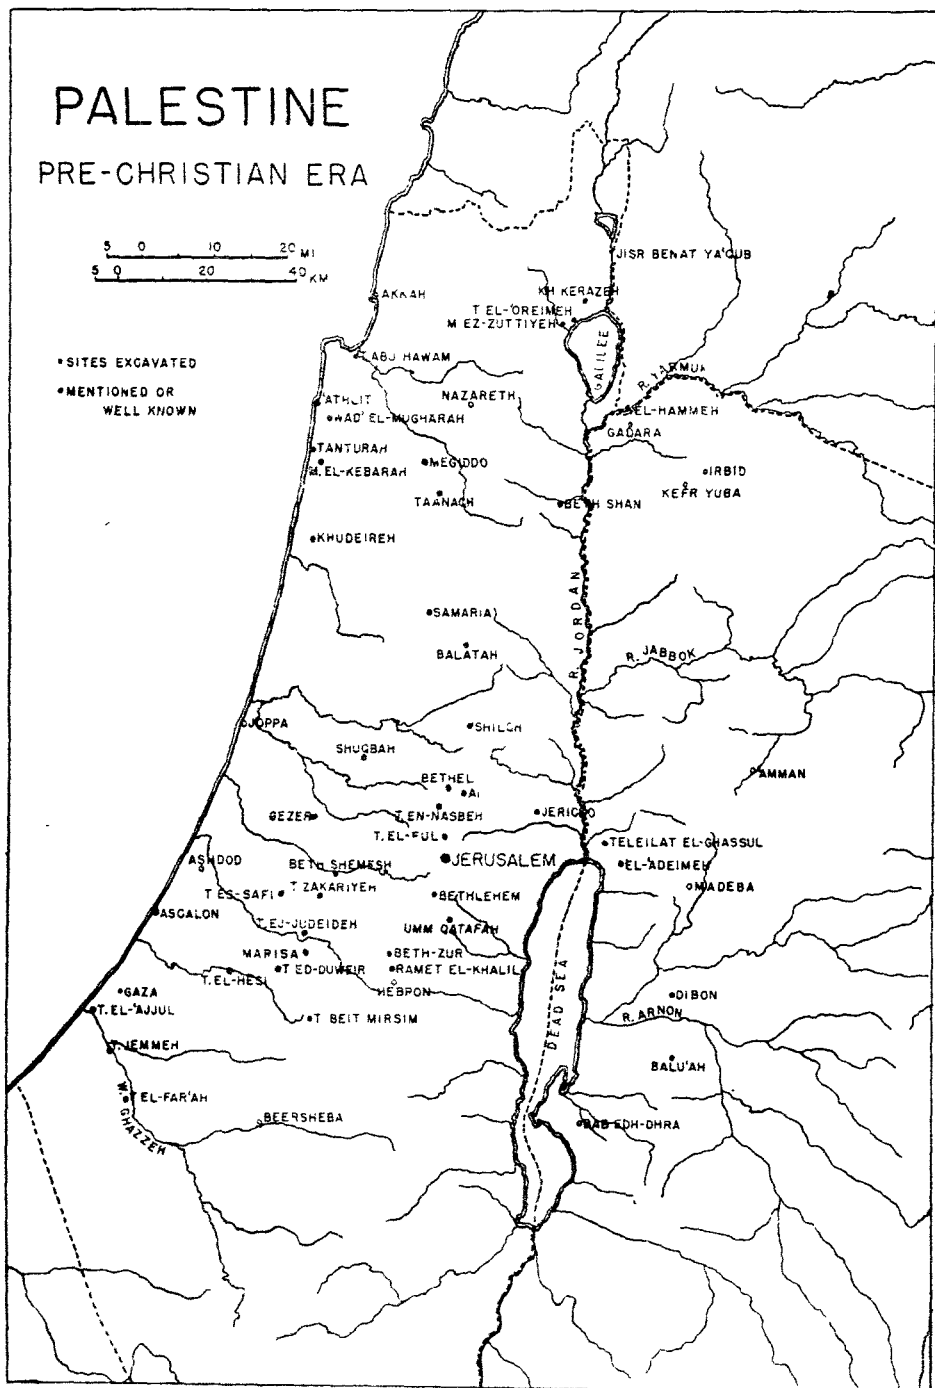 PALESTINE
PRE-CHRISTIAN ERA
5 0 10 20 MI
5 0 20 40 KM
•SITES EXCAVATED
•MENTIONED OR
WELL KNOWN
JISR BENAT YA'CUB
AKKAH
KH KERAZEH
T EL-'OREIMEH
M EZ-ZUTTIYEH
GALILEE
T ABU HAWAM
R. YARMUK
'ATHLIT
WAD' EL-MUGHARAH
NAZARETH
EL-HAMMEH
GADARA
TANTURAH
M. EL-KEBARAH
MEGIDDO
IRBID
KEFR YUBA
TAANACH
BETH SHAN
KHUDEIREH
R. JORDAN
SAMARIA
BALATAH
R. JABBOK
JOPPA
SHILOH
SHUGBAH
AMMAN
BETHEL
AI
GEZER
T. EN-NASBEH
JERICHO
T. EL-FUL
TELEILAT EL-GHASSUL
ASHDOD
BETH SHEMESH
JERUSALEM
EL-'ADEIMEH
T ES-SAFI
T ZAKARIYEH
BETHLEHEM
MADEBA
ASCALON
T. EJ-JUDEIDEH
UMM QATAFAH
MARISA
BETH-ZUR
T. EL-HESI
T ED-DUWEIR
RAMET EL-KHALIL
HEBRON
DEAD SEA
GAZA
DIBON
T. EL-'AJJUL
T BEIT MIRSIM
R. ARNON
T. JEMMEH
BALU'AH
T EL-FAR'AH
W. GHAZZEH
BEERSHEBA
BAB EDH-DHRA